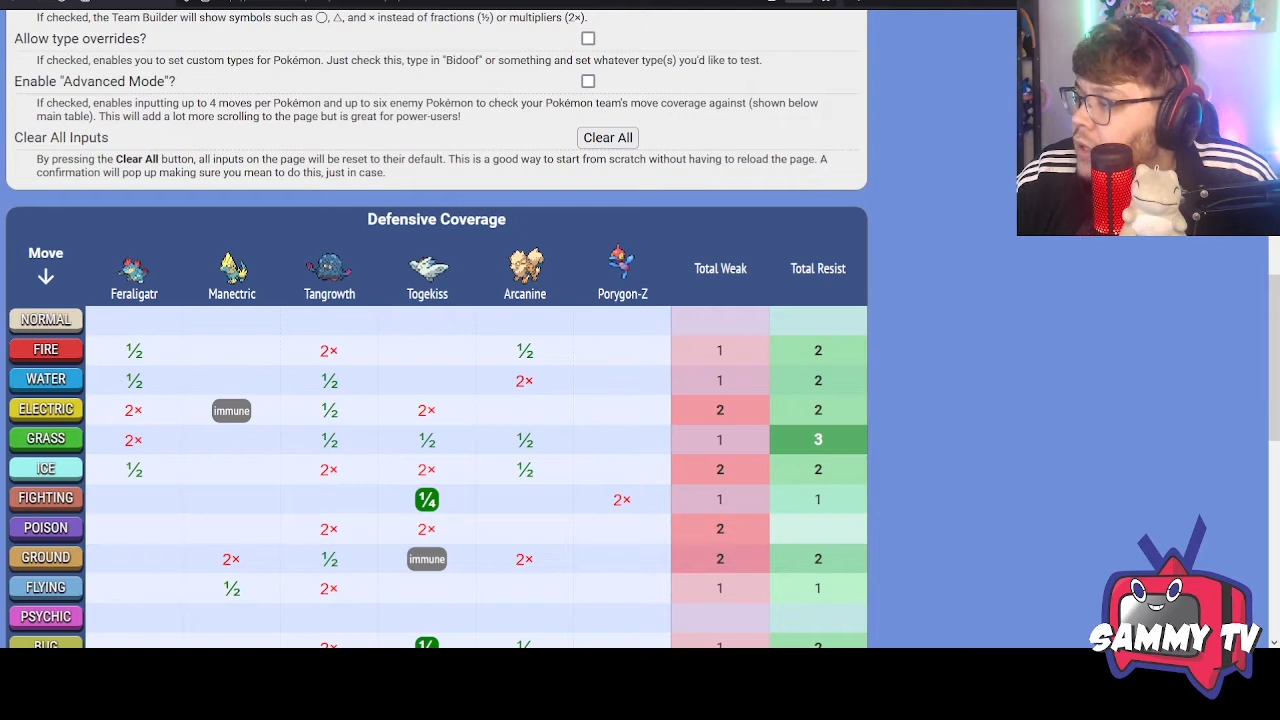 If checked, the Team Builder will show symbols such as ◯, △, and × instead of fractions (½) or multipliers (2×).
Allow type overrides?
If checked, enables you to set custom types for Pokémon. Just check this, type in "Bidoof" or something and set whatever type(s) you'd like to test.
Enable "Advanced Mode"?
If checked, enables inputting up to 4 moves per Pokémon and up to six enemy Pokémon to check your Pokémon team's move coverage against (shown below
main table). This will add a lot more scrolling to the page but is great for power-users!
Clear All Inputs Clear All
By pressing the Clear All button, all inputs on the page will be reset to their default. This is a good way to start from scratch without having to reload the page. A
confirmation will pop up making sure you mean to do this, just in case.
Defensive Coverage
Move ↓ Feraligatr Manectric Tangrowth Togekiss Arcanine Porygon-Z Total Weak Total Resist
NORMAL
FIRE ½ 2× ½ 1 2
WATER ½ ½ 2× 1 2
ELECTRIC 2× immune ½ 2× 2 2
GRASS 2× ½ ½ ½ 1 3
ICE ½ 2× 2× ½ 2 2
FIGHTING ¼ 2× 1 1
POISON 2× 2× 2
GROUND 2× ½ immune 2× 2 2
FLYING ½ 2× 1 1
PSYCHIC
BUG 2× ¼ ½ 1 2
SAMMY TV